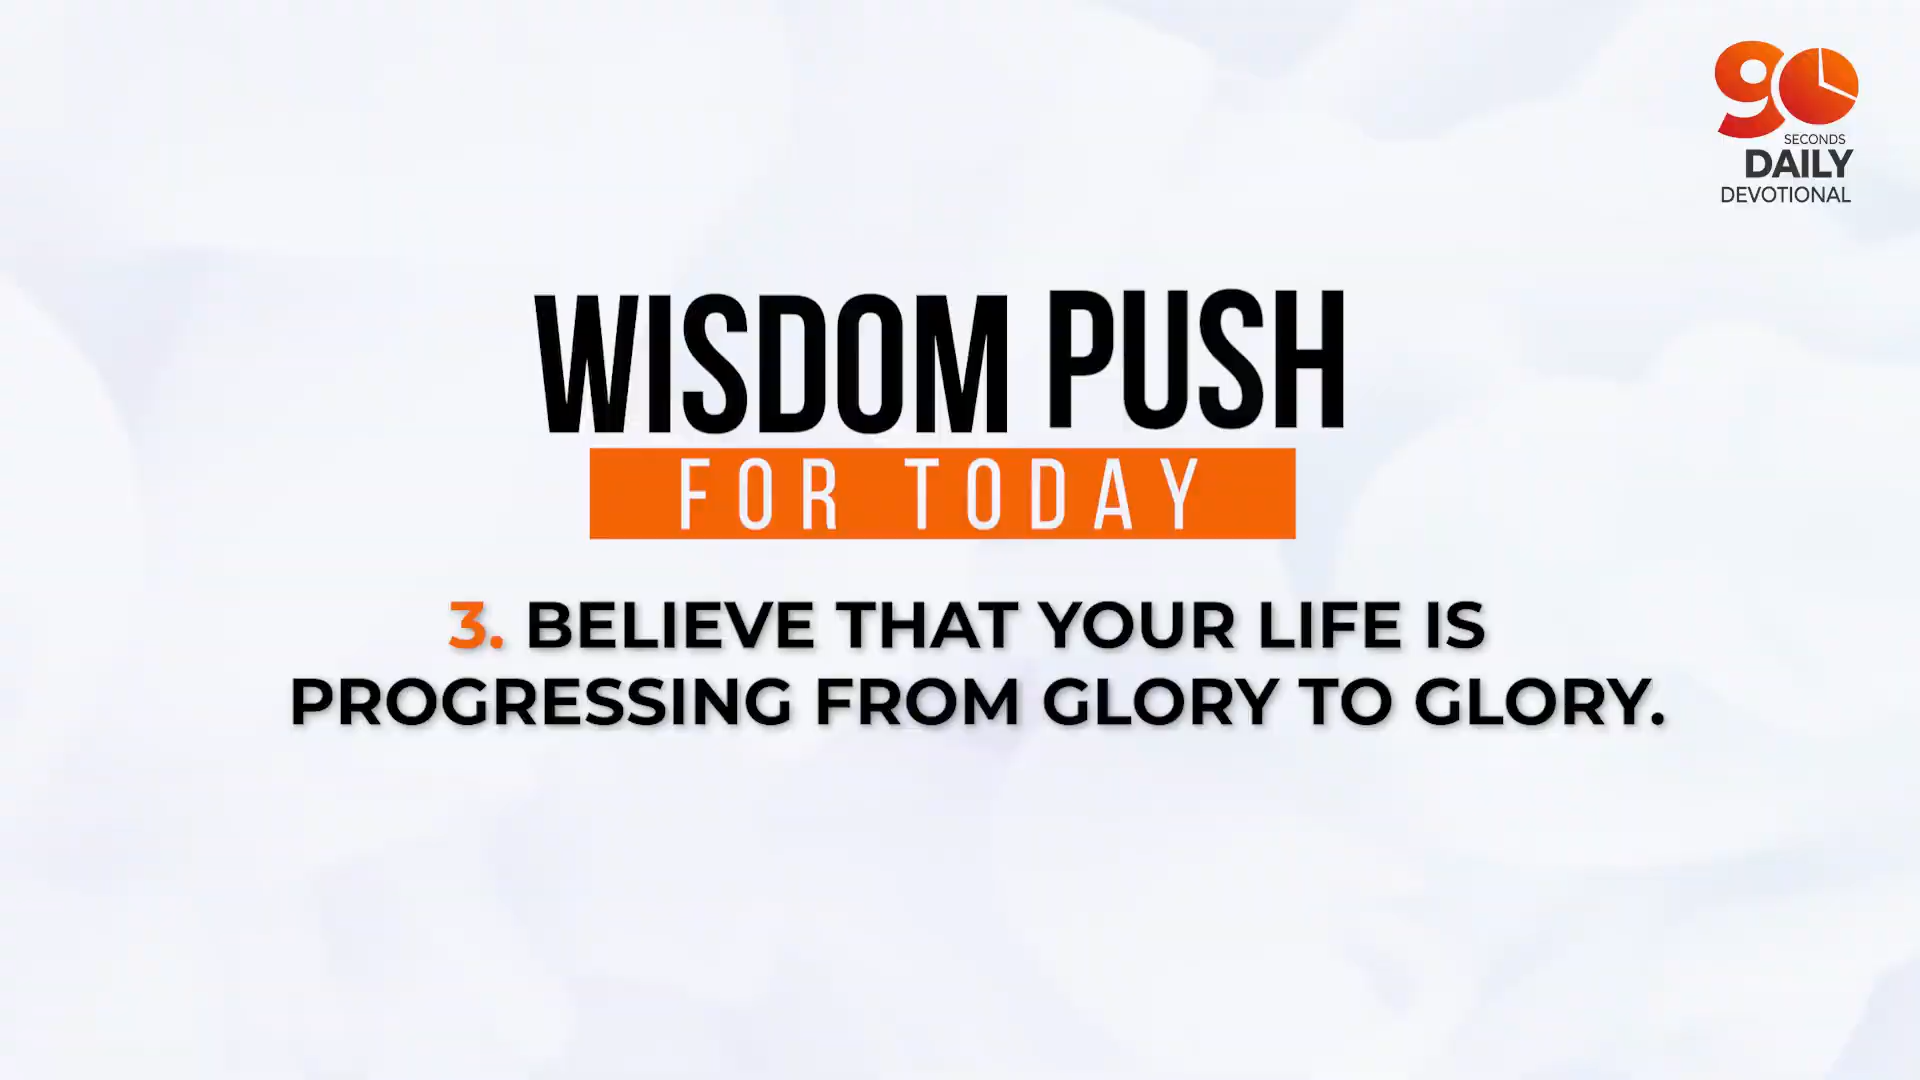 90
SECONDS
DAILY
DEVOTIONAL
WISDOM PUSH
FOR TODAY
3. BELIEVE THAT YOUR LIFE IS
PROGRESSING FROM GLORY TO GLORY.